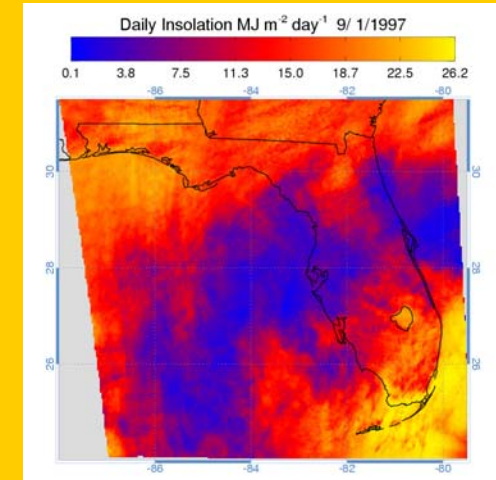 Daily Insolation MJ m⁻² day⁻¹ 9/ 1/1997
0.1 3.8 7.5 11.3 15.0 18.7 22.5 26.2
-86 -84 -82 -80
30 30
28 28
26 26
-86 -84 -82 -80